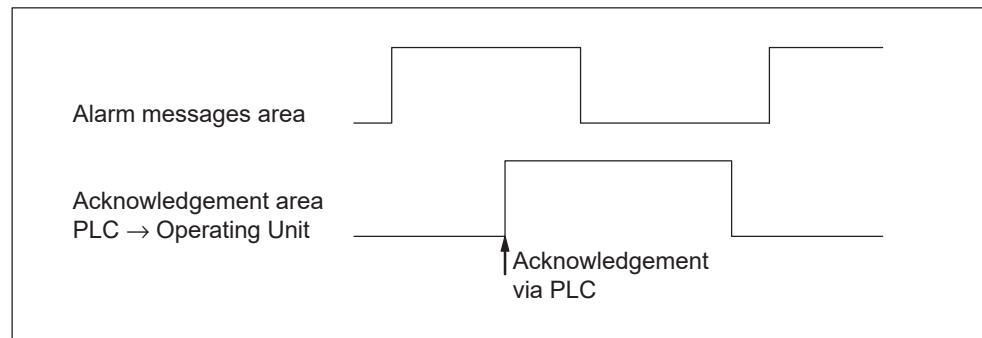 Alarm messages area
Acknowledgement area
PLC → Operating Unit
Acknowledgement
via PLC